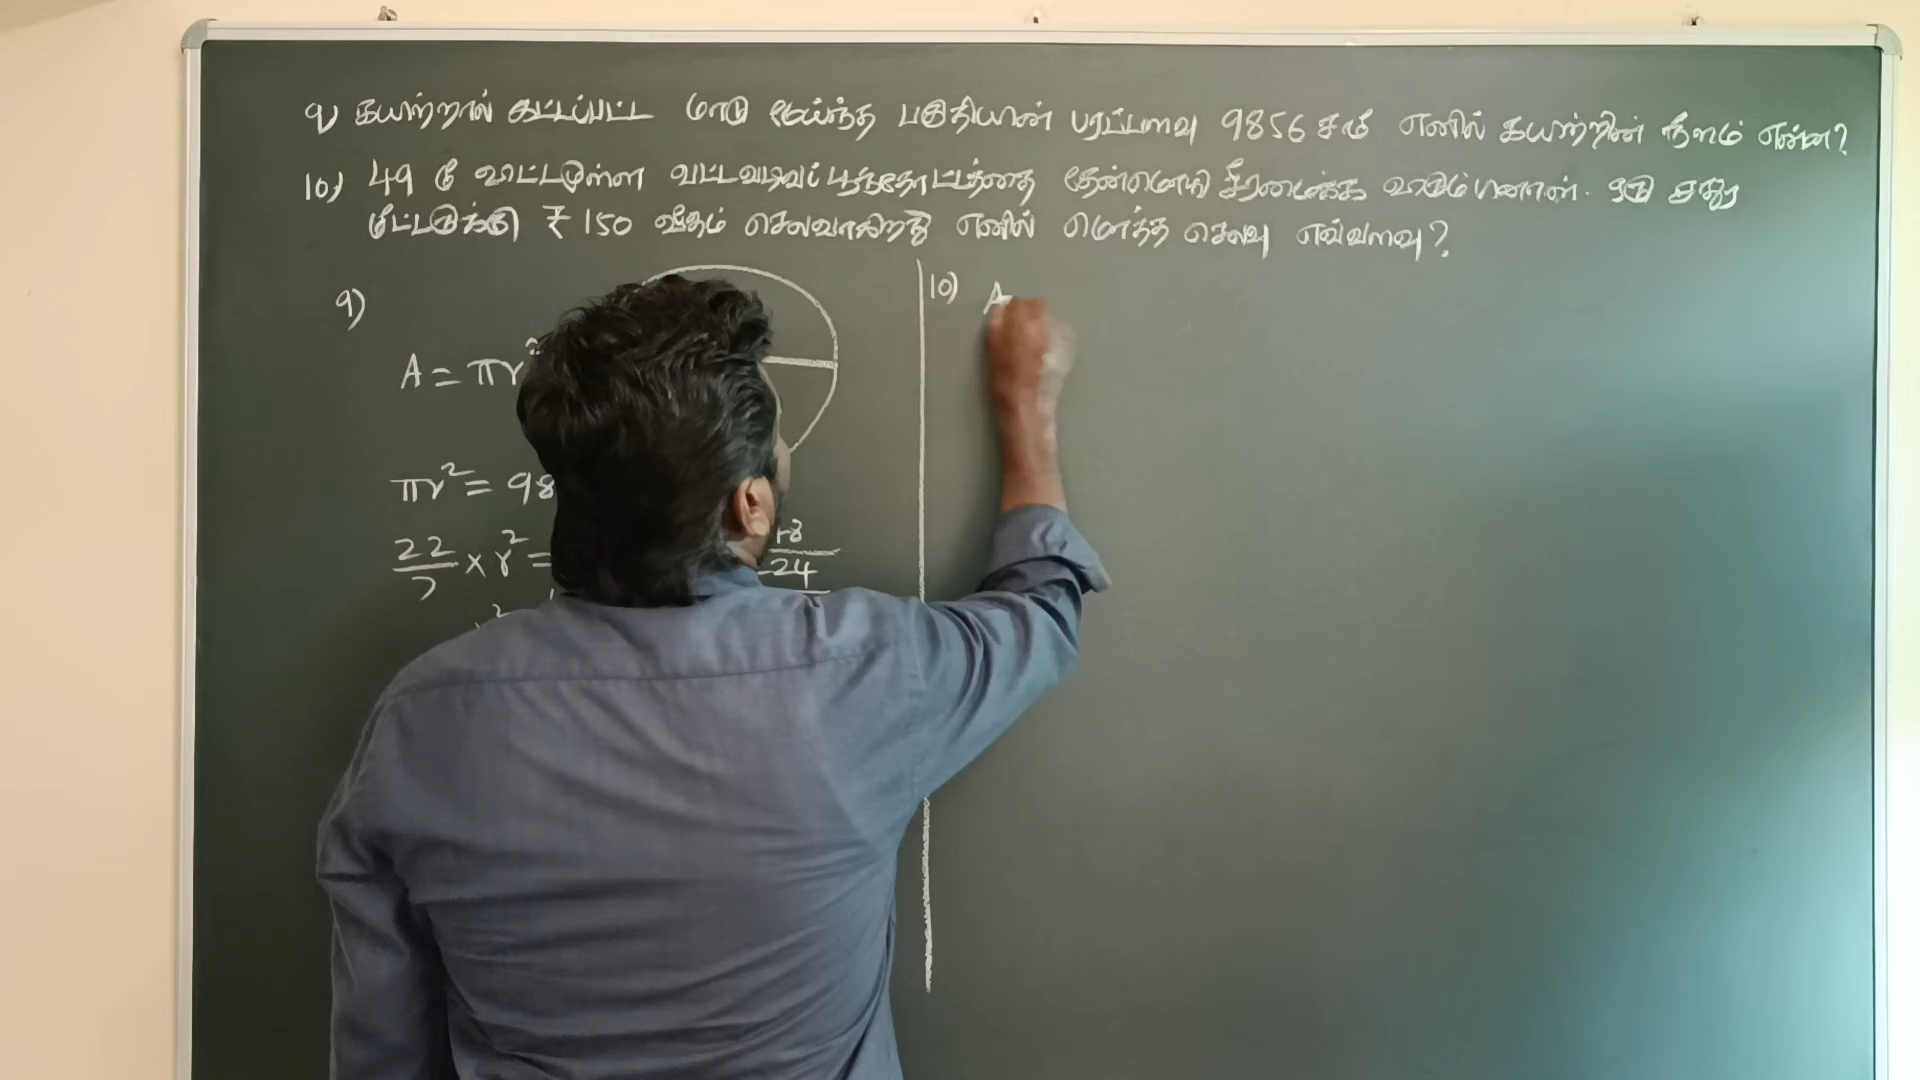 9) கயிற்றால் கட்டப்பட்ட மாடு மேய்ந்த பகுதியின் பரப்பளவு 9856 ச.மீ எனில் கயிற்றின் நீளம் என்ன?
10) 49 மீ விட்டமுள்ள வட்டவடிவப் பூந்தோட்டத்தை தேன்மொழி சீரமைக்க விரும்பினாள். ஒரு சதுர
மீட்டருக்கு ₹ 150 வீதம் செலவாகிறது எனில் மொத்த செலவு எவ்வளவு?
9)
A = πr²
πr² = 98
22/7 × r² =
24
10) A